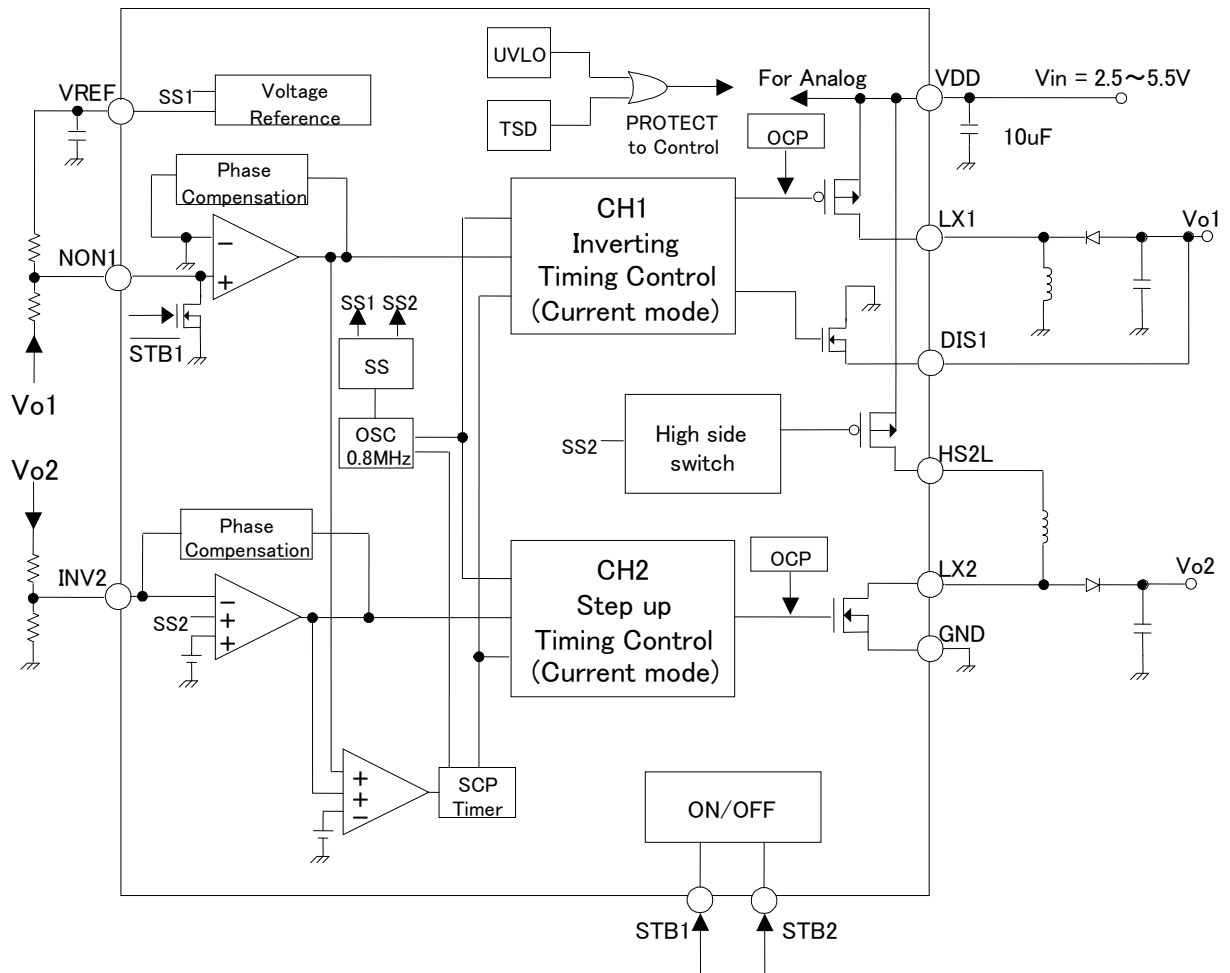 UVLO
TSD
PROTECT
to Control
For Analog
VDD
Vin = 2.5~5.5V
10uF
VREF
SS1
Voltage
Reference
OCP
Phase
Compensation
NON1
−
+
STB1
Vo1
CH1
Inverting
Timing Control
(Current mode)
LX1
Vo1
DIS1
SS1 SS2
SS
OSC
0.8MHz
SS2
High side
switch
HS2L
Vo2
Phase
Compensation
INV2
SS2
−
+
+
CH2
Step up
Timing Control
(Current mode)
OCP
LX2
Vo2
GND
+
+
−
SCP
Timer
ON/OFF
STB1
STB2